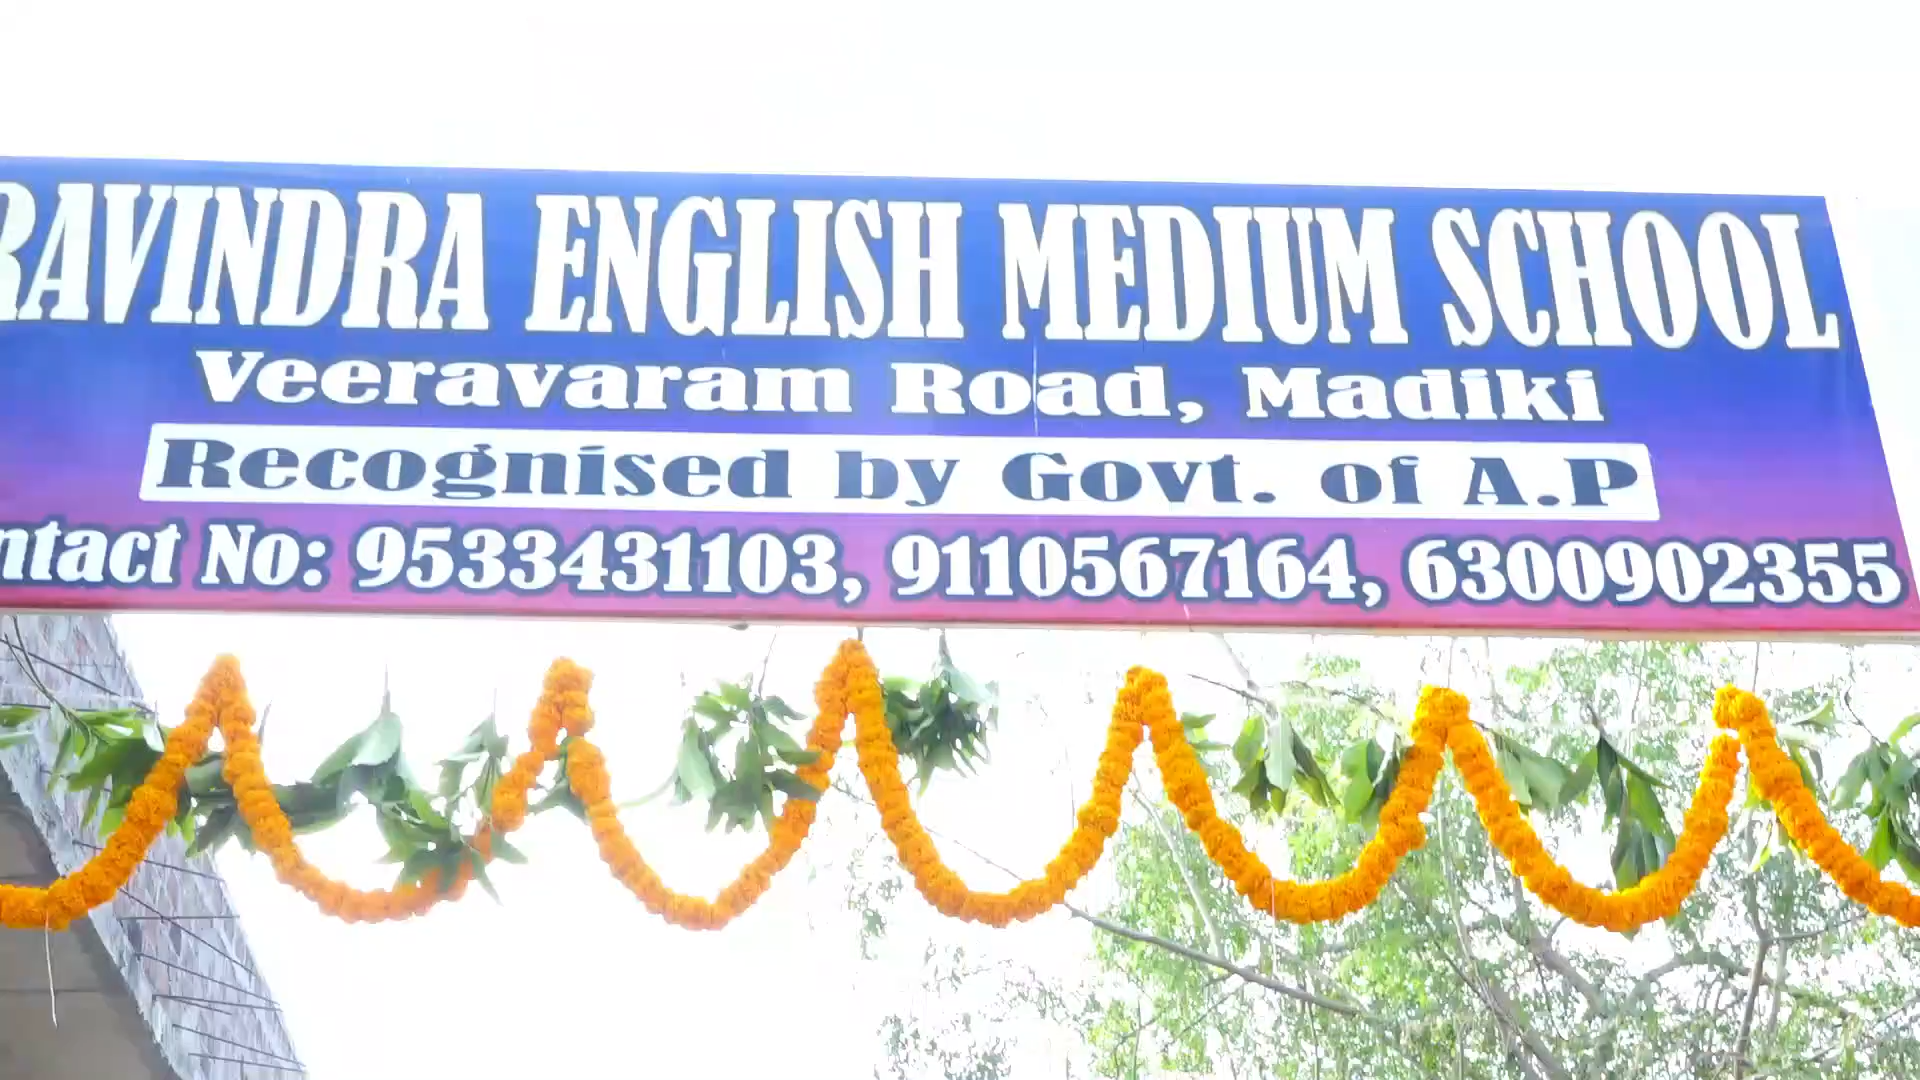 RAVINDRA ENGLISH MEDIUM SCHOOL
Veeravaram Road, Madiki
Recognised by Govt. of A.P
ntact No: 9533431103, 9110567164, 6300902355